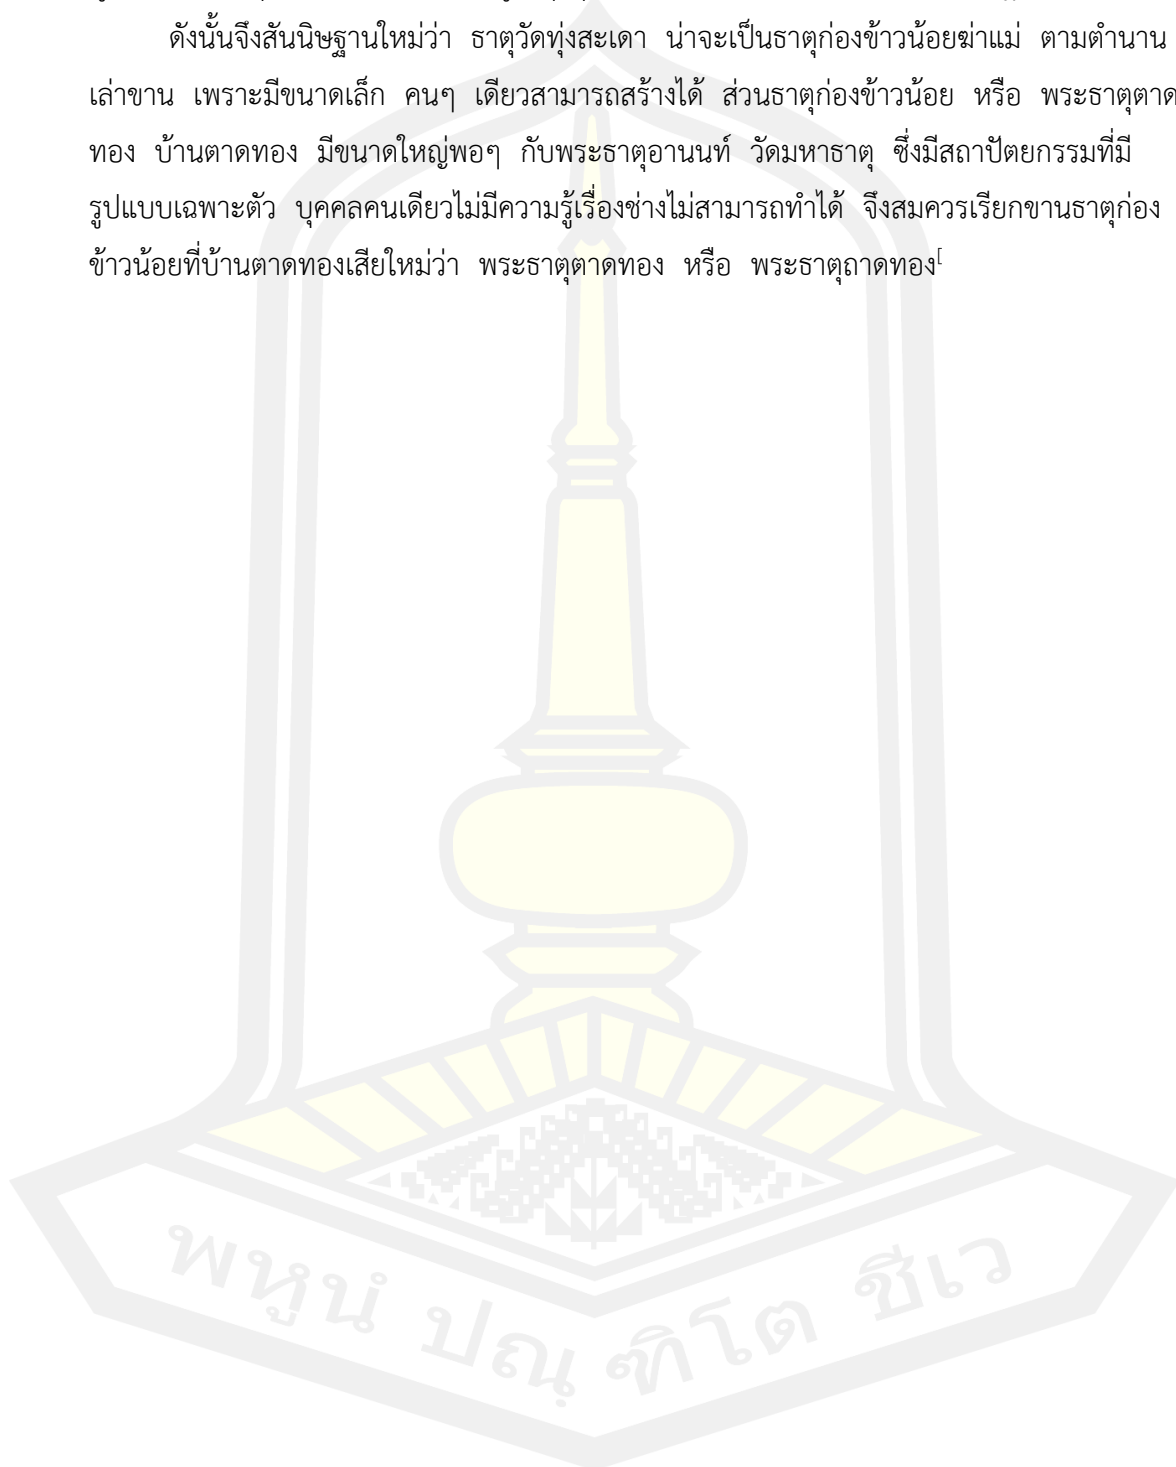 ดังนั้นจึงสันนิษฐานใหม่ว่า ธาตุวัดทุ่งสะเดา น่าจะเป็นธาตุก่องข้าวน้อยฆ่าแม่ ตามตำนาน
เล่าขาน เพราะมีขนาดเล็ก คนๆ เดียวสามารถสร้างได้ ส่วนธาตุก่องข้าวน้อย หรือ พระธาตุตาด
ทอง บ้านตาดทอง มีขนาดใหญ่พอๆ กับพระธาตุอานนท์ วัดมหาธาตุ ซึ่งมีสถาปัตยกรรมที่มี
รูปแบบเฉพาะตัว บุคคลคนเดียวไม่มีความรู้เรื่องช่างไม่สามารถทำได้ จึงสมควรเรียกขานธาตุก่อง
ข้าวน้อยที่บ้านตาดทองเสียใหม่ว่า พระธาตุตาดทอง หรือ พระธาตุถาดทอง[
พหูนํ ปณฺฑิโต ชีเว